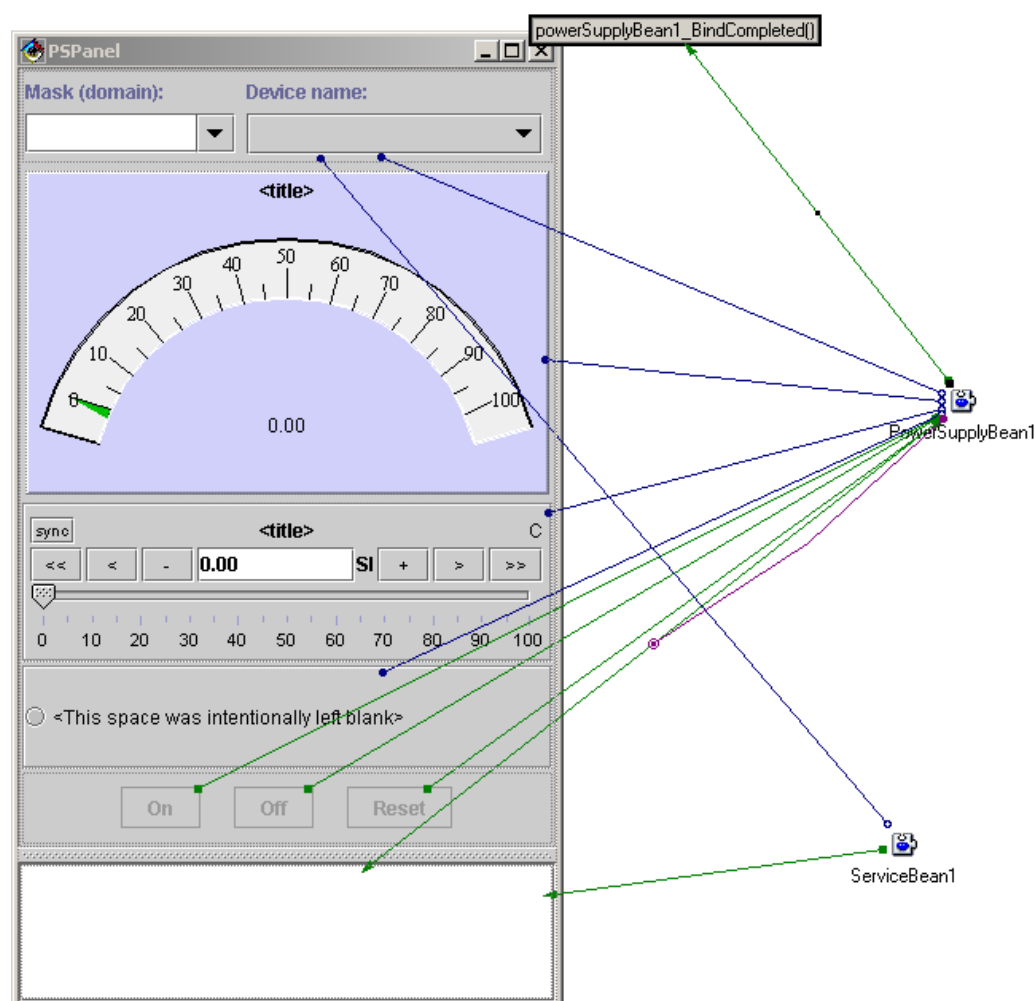 powerSupplyBean1_BindCompleted()
PSPanel
Mask (domain): Device name:
<title>
0 10 20 30 40 50 60 70 80 90 100
0.00
PowerSupplyBean1
sync <title> C
<< < - 0.00 SI + > >>
0 10 20 30 40 50 60 70 80 90 100
<This space was intentionally left blank>
On Off Reset
ServiceBean1